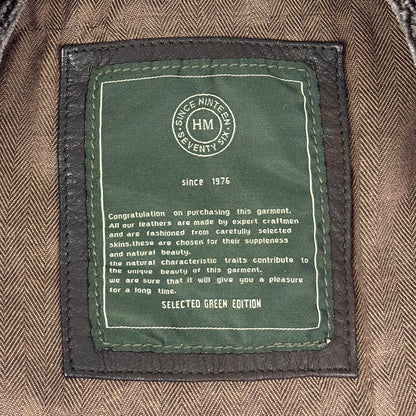 SINCE NINTEEN
SEVENTY SIX
HM
since 1976
Congratulation on purchasing this garment.
All our leathers are made by expert craftmen
and are fashioned from carefully selected
skins.these are chosen for their suppleness
and natural beauty.
the natural characteristic traits contribute to
the unique beauty of this garment.
we are sure that it will give you a pleasure
for a long time.
SELECTED GREEN EDITION